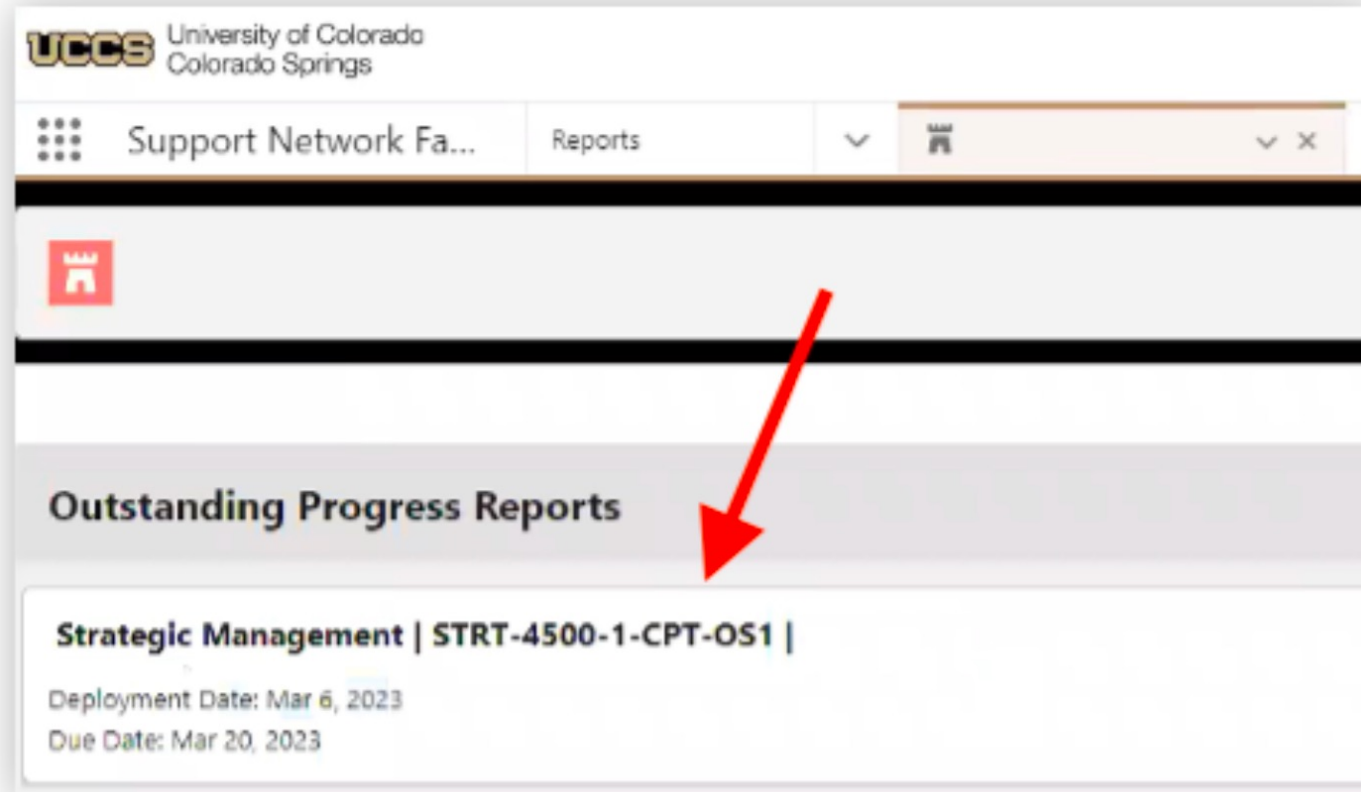 UCCS University of Colorado
Colorado Springs
Support Network Fa... Reports
Outstanding Progress Reports
Strategic Management | STRT-4500-1-CPT-OS1 |
Deployment Date: Mar 6, 2023
Due Date: Mar 20, 2023